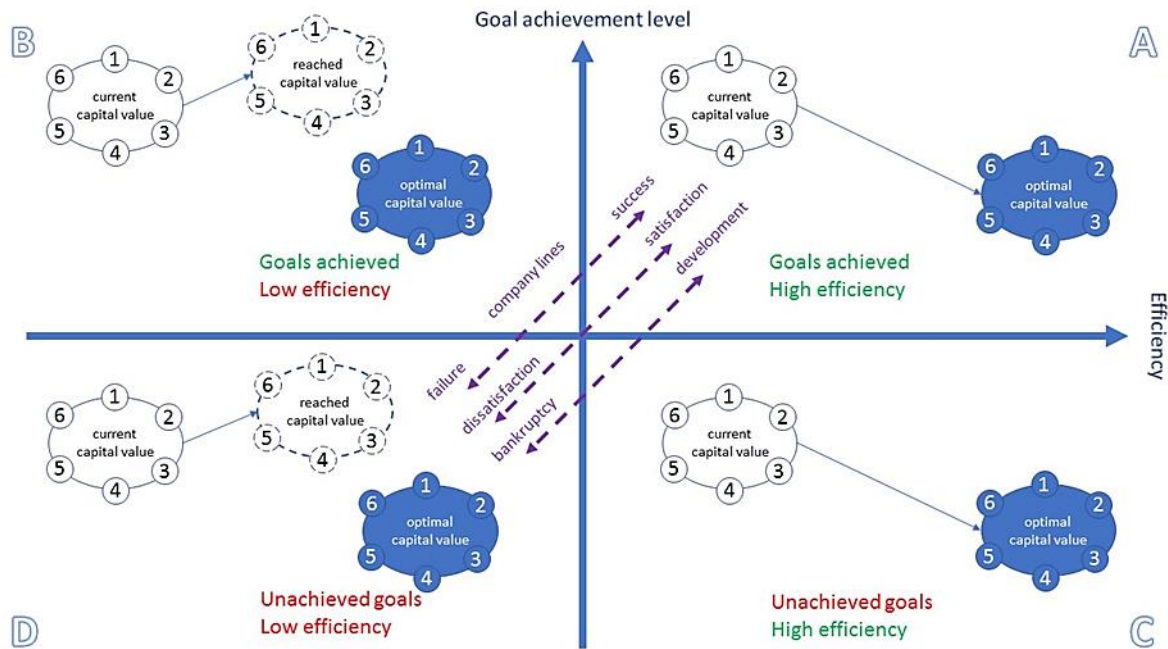 Goal achievement level
B
A
1
2
3
4
5
6
current
capital value
1
2
3
4
5
6
reached
capital value
1
2
3
4
5
6
optimal
capital value
Goals achieved
Low efficiency
1
2
3
4
5
6
current
capital value
1
2
3
4
5
6
optimal
capital value
Goals achieved
High efficiency
company lines
success
satisfaction
development
failure
dissatisfaction
bankruptcy
Efficiency
1
2
3
4
5
6
current
capital value
1
2
3
4
5
6
reached
capital value
1
2
3
4
5
6
optimal
capital value
Unachieved goals
Low efficiency
D
1
2
3
4
5
6
current
capital value
1
2
3
4
5
6
optimal
capital value
Unachieved goals
High efficiency
C